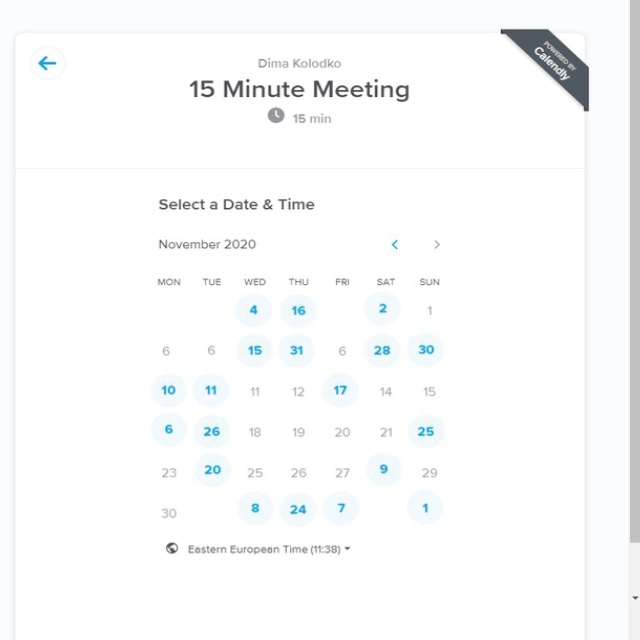 POWERED BY
Calendly
Dima Kolodko
15 Minute Meeting
15 min
Select a Date & Time
November 2020
MON TUE WED THU FRI SAT SUN
4 16 2 1
6 6 15 31 6 28 30
10 11 11 12 17 14 15
6 26 18 19 20 21 25
23 20 25 26 27 9 29
30 8 24 7 1
Eastern European Time (11:38)